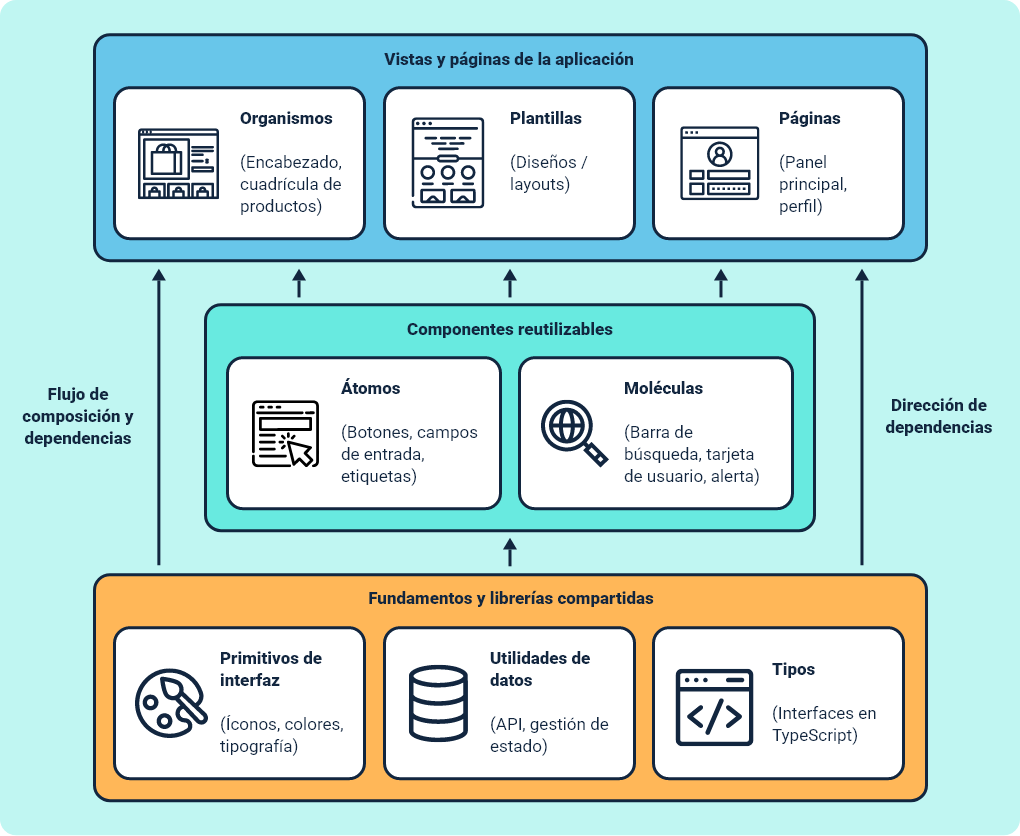 Vistas y páginas de la aplicación
Organismos
(Encabezado,
cuadrícula de
productos)
Plantillas
(Diseños /
layouts)
Páginas
(Panel
principal,
perfil)
Flujo de
composición y
dependencias
Componentes reutilizables
Átomos
(Botones, campos
de entrada,
etiquetas)
Moléculas
(Barra de
búsqueda, tarjeta
de usuario, alerta)
Dirección de
dependencias
Fundamentos y librerías compartidas
Primitivos de
interfaz
(Íconos, colores,
tipografía)
Utilidades de
datos
(API, gestión de
estado)
Tipos
(Interfaces en
TypeScript)